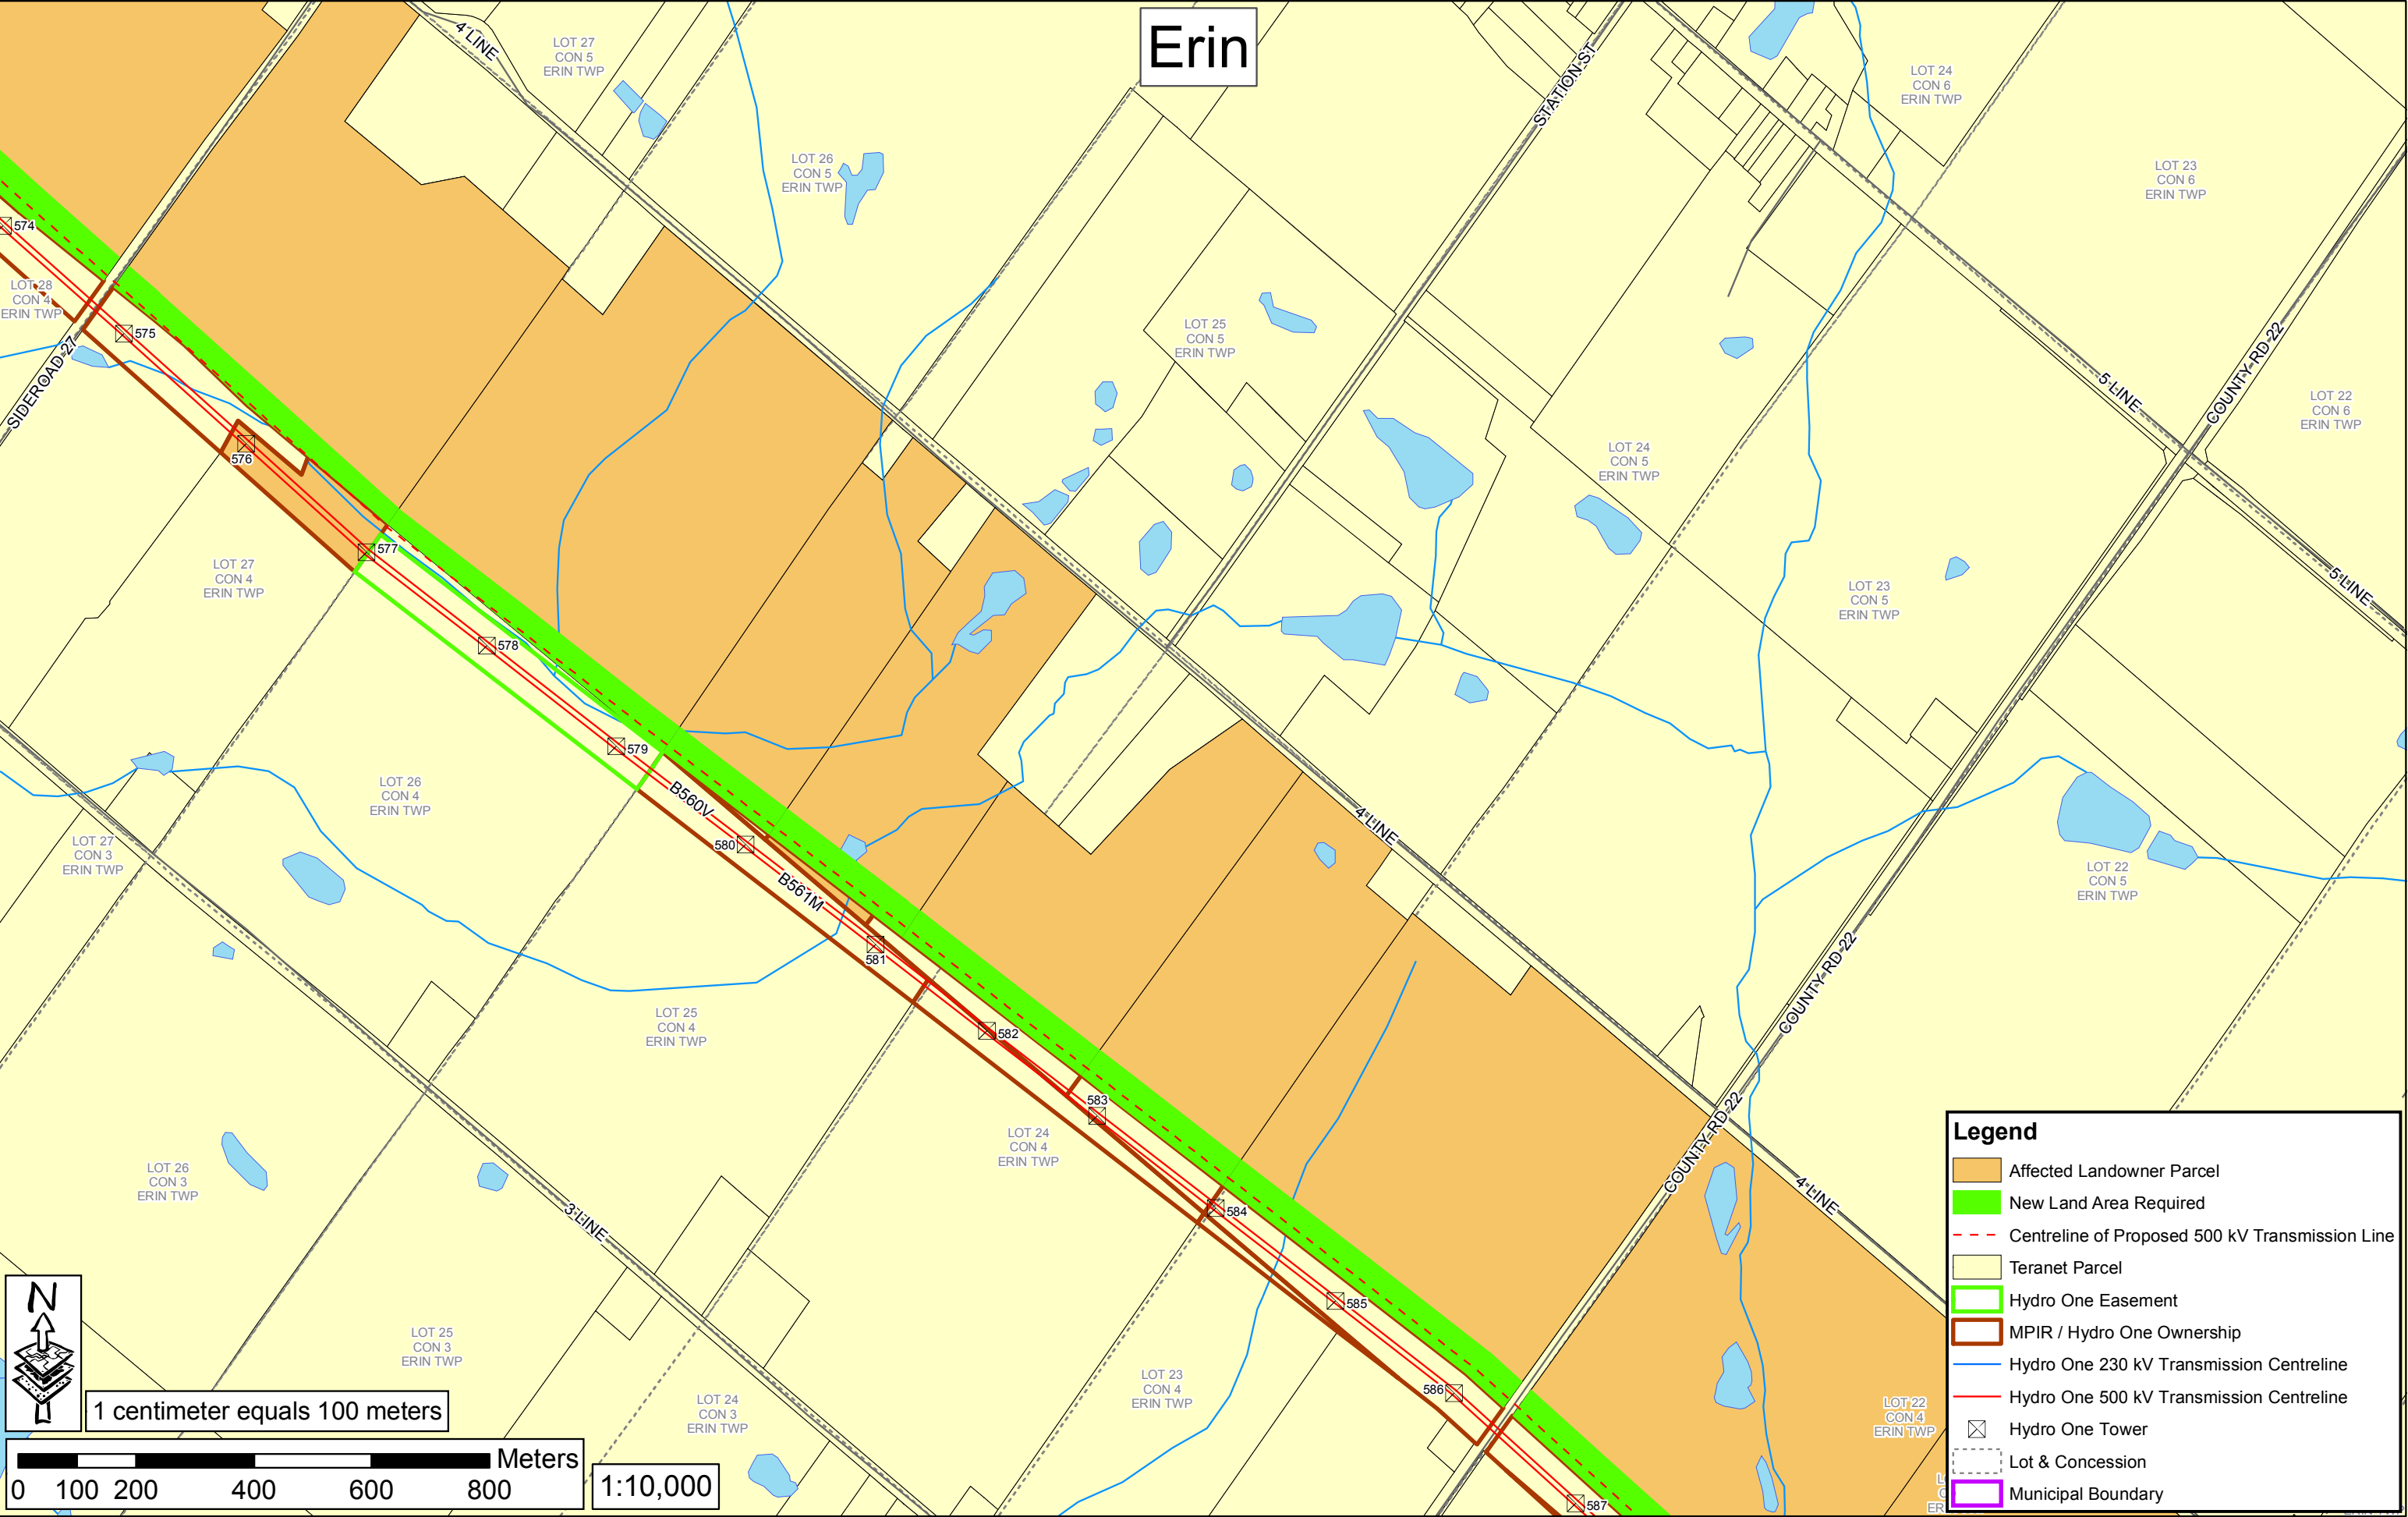 Erin
4 LINE
LOT 27
CON 5
ERIN TWP
STATION ST
LOT 24
CON 6
ERIN TWP
LOT 26
CON 5
ERIN TWP
LOT 23
CON 6
ERIN TWP
574
LOT 28
CON 4
ERIN TWP
575
SIDEROAD 27
LOT 25
CON 5
ERIN TWP
COUNTY RD 22
5 LINE
LOT 22
CON 6
ERIN TWP
576
LOT 24
CON 5
ERIN TWP
577
LOT 27
CON 4
ERIN TWP
LOT 23
CON 5
ERIN TWP
5 LINE
578
579
LOT 26
CON 4
ERIN TWP
B560V
580
4 LINE
LOT 27
CON 3
ERIN TWP
B561M
LOT 22
CON 5
ERIN TWP
581
COUNTY RD 22
LOT 25
CON 4
ERIN TWP
582
583
LOT 24
CON 4
ERIN TWP
COUNTY RD 22
LOT 26
CON 3
ERIN TWP
3 LINE
584
4 LINE
585
LOT 25
CON 3
ERIN TWP
LOT 23
CON 4
ERIN TWP
586
LOT 24
CON 3
ERIN TWP
LOT 22
CON 4
ERIN TWP
587
N
1 centimeter equals 100 meters
Meters
0 100 200 400 600 800
1:10,000
Legend
Affected Landowner Parcel
New Land Area Required
Centreline of Proposed 500 kV Transmission Line
Teranet Parcel
Hydro One Easement
MPIR / Hydro One Ownership
Hydro One 230 kV Transmission Centreline
Hydro One 500 kV Transmission Centreline
Hydro One Tower
Lot & Concession
Municipal Boundary